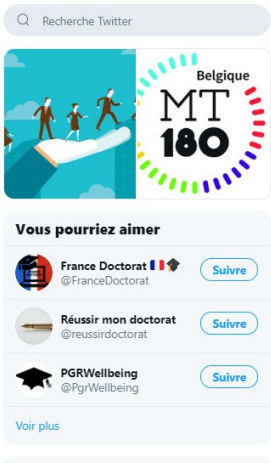 Recherche Twitter
Belgique
MT
180
Vous pourriez aimer
France Doctorat 🇫🇷🎓
@FranceDoctorat
Suivre
Réussir mon doctorat
@reussirdoctorat
Suivre
PGRWellbeing
@PgrWellbeing
Suivre
Voir plus